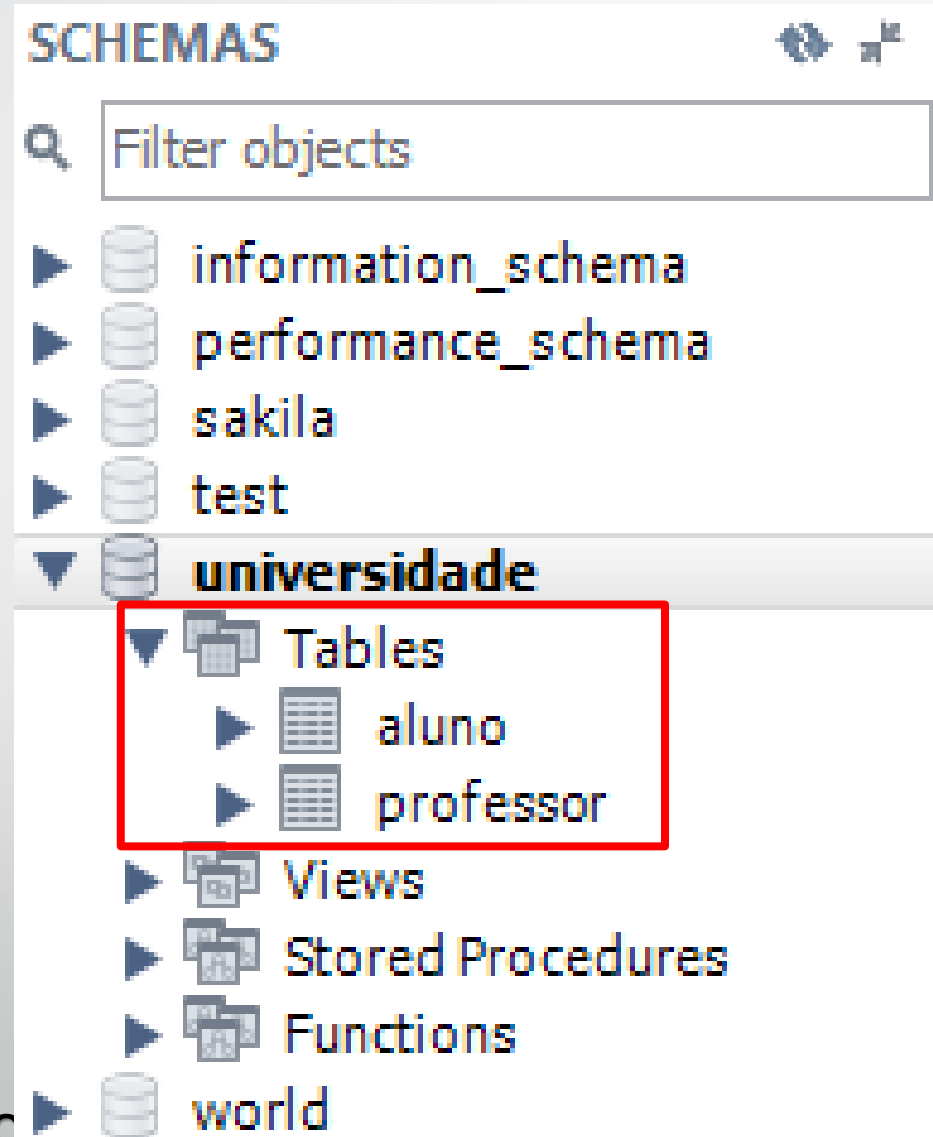 SCHEMAS
Filter objects
information_schema
performance_schema
sakila
test
universidade
Tables
aluno
professor
Views
Stored Procedures
Functions
world